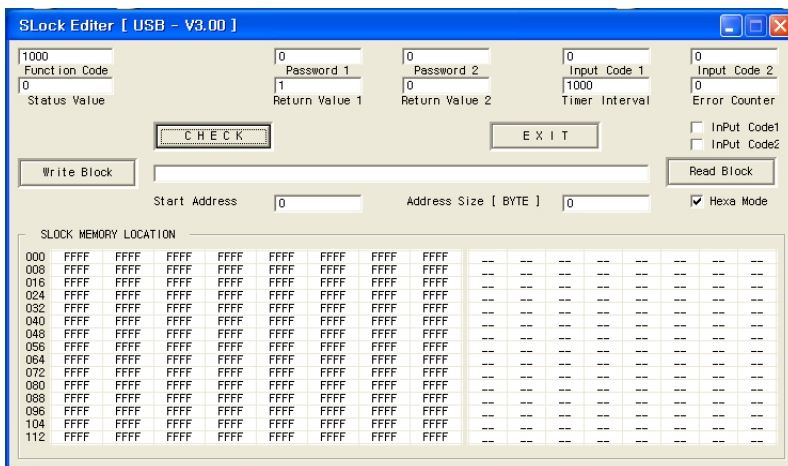 SLock Editer [ USB - V3.00 ]
1000 0 0 0 0
Function Code Password 1 Password 2 Input Code 1 Input Code 2
0 1 0 1000 0
Status Value Return Value 1 Return Value 2 Timer Interval Error Counter
CHECK EXIT InPut Code1
InPut Code2
Write Block Read Block
Start Address 0 Address Size [ BYTE ] 0 Hexa Mode
SLOCK MEMORY LOCATION
000 FFFF FFFF FFFF FFFF FFFF FFFF FFFF FFFF -- -- -- -- -- -- -- --
008 FFFF FFFF FFFF FFFF FFFF FFFF FFFF FFFF -- -- -- -- -- -- -- --
016 FFFF FFFF FFFF FFFF FFFF FFFF FFFF FFFF -- -- -- -- -- -- -- --
024 FFFF FFFF FFFF FFFF FFFF FFFF FFFF FFFF -- -- -- -- -- -- -- --
032 FFFF FFFF FFFF FFFF FFFF FFFF FFFF FFFF -- -- -- -- -- -- -- --
040 FFFF FFFF FFFF FFFF FFFF FFFF FFFF FFFF -- -- -- -- -- -- -- --
048 FFFF FFFF FFFF FFFF FFFF FFFF FFFF FFFF -- -- -- -- -- -- -- --
056 FFFF FFFF FFFF FFFF FFFF FFFF FFFF FFFF -- -- -- -- -- -- -- --
064 FFFF FFFF FFFF FFFF FFFF FFFF FFFF FFFF -- -- -- -- -- -- -- --
072 FFFF FFFF FFFF FFFF FFFF FFFF FFFF FFFF -- -- -- -- -- -- -- --
080 FFFF FFFF FFFF FFFF FFFF FFFF FFFF FFFF -- -- -- -- -- -- -- --
088 FFFF FFFF FFFF FFFF FFFF FFFF FFFF FFFF -- -- -- -- -- -- -- --
096 FFFF FFFF FFFF FFFF FFFF FFFF FFFF FFFF -- -- -- -- -- -- -- --
104 FFFF FFFF FFFF FFFF FFFF FFFF FFFF FFFF -- -- -- -- -- -- -- --
112 FFFF FFFF FFFF FFFF FFFF FFFF FFFF FFFF -- -- -- -- -- -- -- --